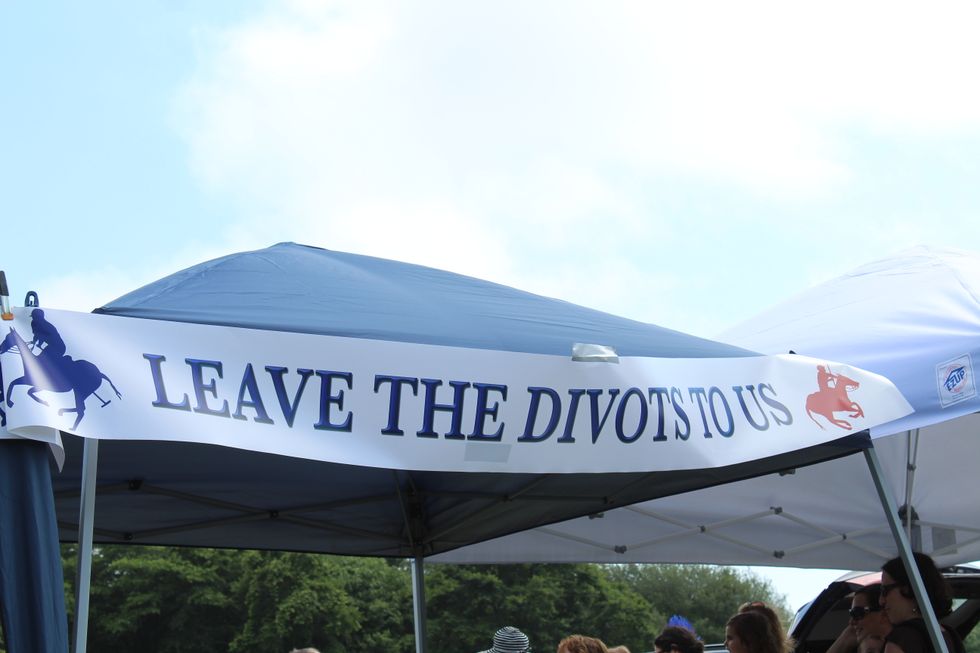 LEAVE THE DIVOTS TO US
E-Z UP